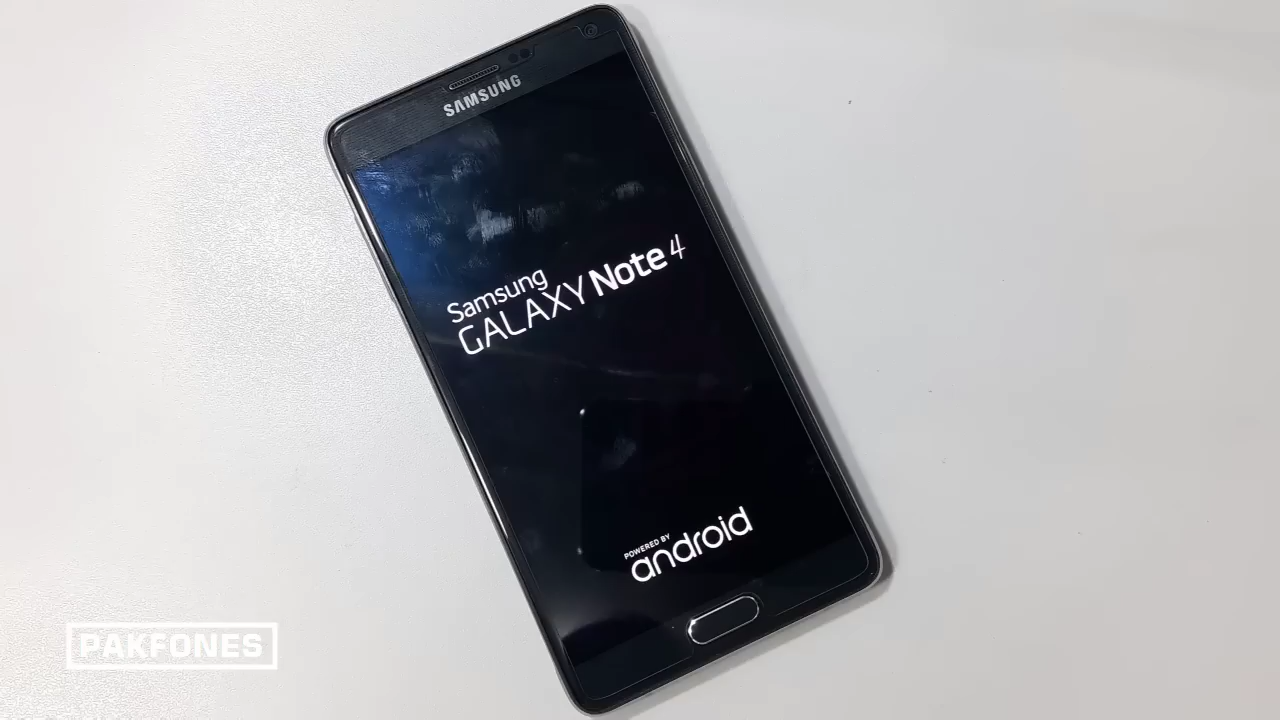 SAMSUNG
Samsung
GALAXY Note 4
POWERED BY
android
PAKFONES